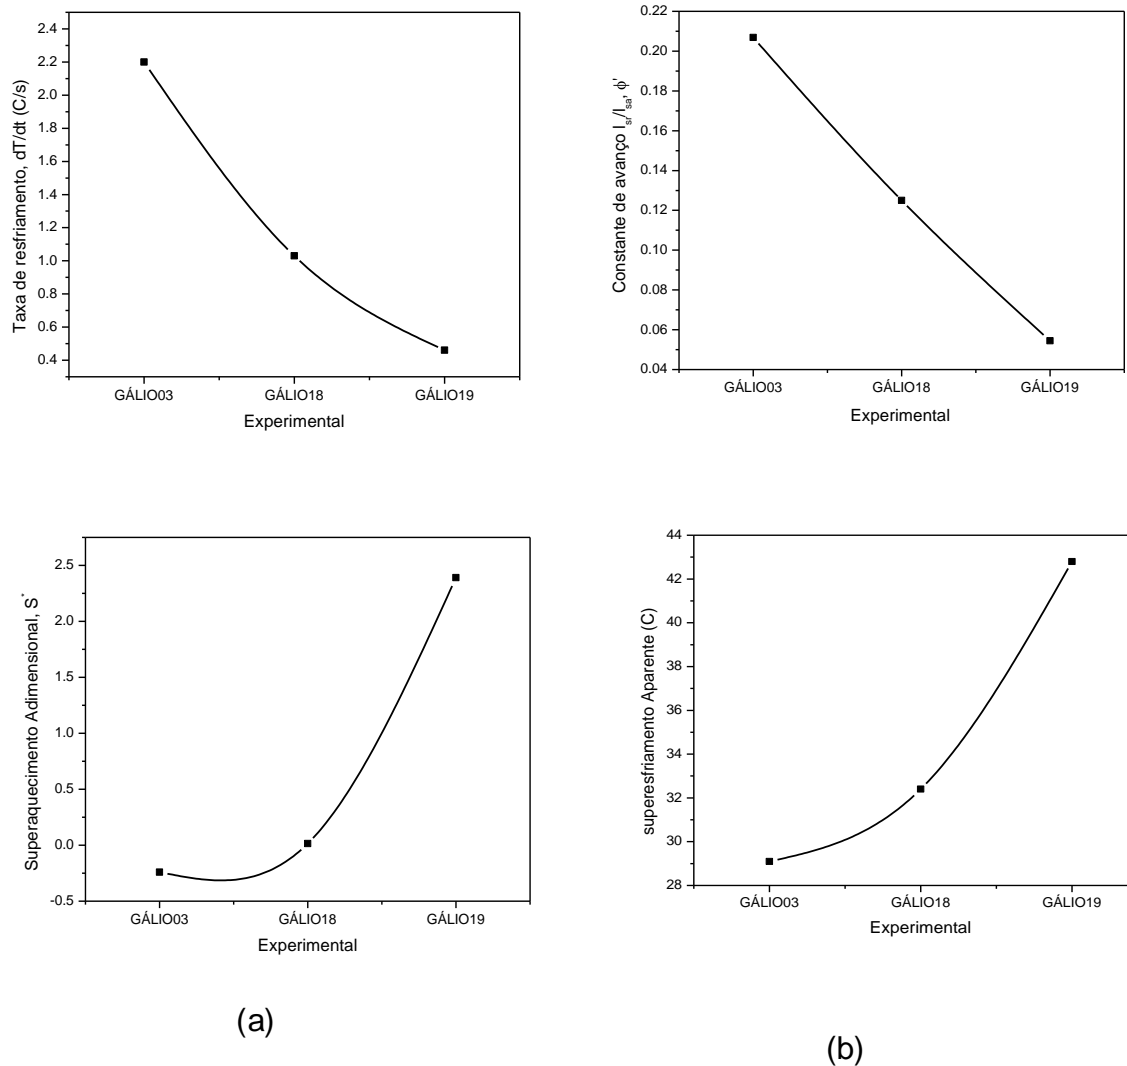 Taxa de resfriamento, dT/dt (C/s)
2.4
2.2
2.0
1.8
1.6
1.4
1.2
1.0
0.8
0.6
0.4
GÁLIO03 GÁLIO18 GÁLIO19
Experimental
Constante de avanço l_sr/l_sa, ϕ'
0.22
0.20
0.18
0.16
0.14
0.12
0.10
0.08
0.06
0.04
GÁLIO03 GÁLIO18 GÁLIO19
Experimental
Superaquecimento Adimensional, S*
2.5
2.0
1.5
1.0
0.5
0.0
-0.5
GÁLIO03 GÁLIO18 GÁLIO19
Experimental
superesfriamento Aparente (C)
44
42
40
38
36
34
32
30
28
GÁLIO03 GÁLIO18 GÁLIO19
Experimental
(a)
(b)